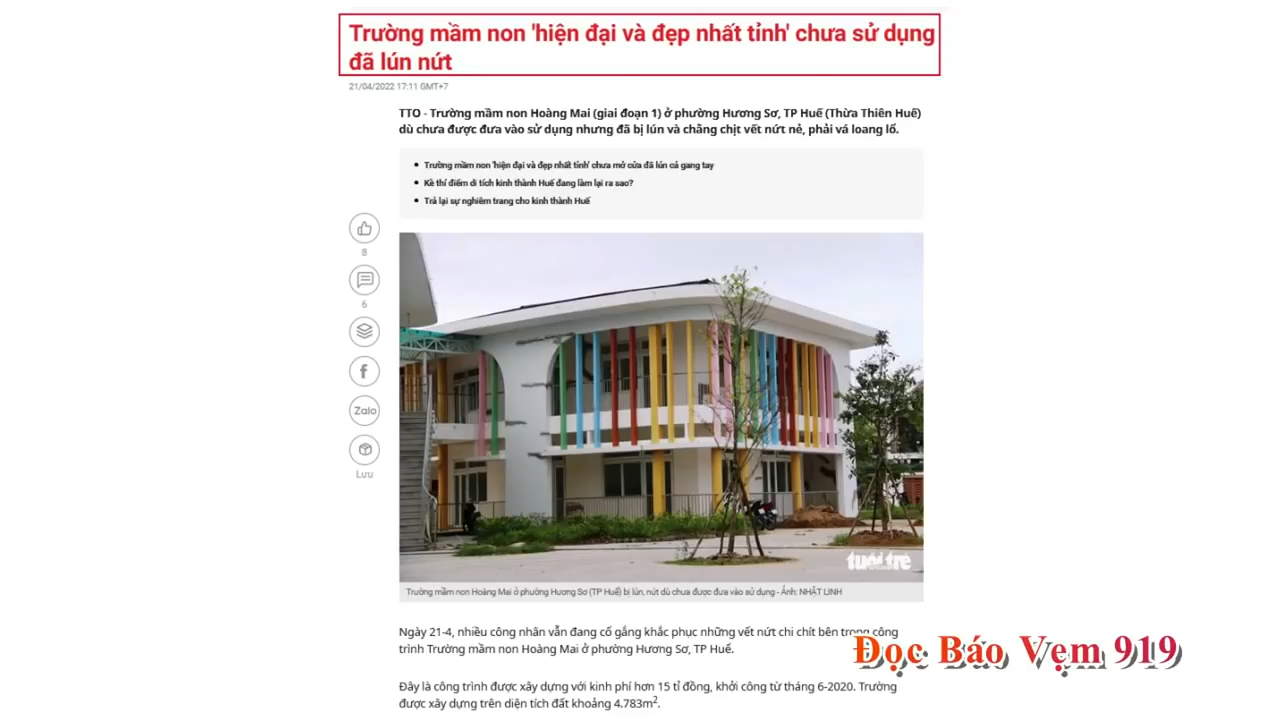 Trường mầm non 'hiện đại và đẹp nhất tỉnh' chưa sử dụng
đã lún nứt
21/04/2022 17:11 GMT+7
TTO - Trường mầm non Hoàng Mai (giai đoạn 1) ở phường Hương Sơ, TP Huế (Thừa Thiên Huế)
dù chưa được đưa vào sử dụng nhưng đã bị lún và chằng chịt vết nứt nẻ, phải vá loang lổ.
Trường mầm non 'hiện đại và đẹp nhất tỉnh' chưa mở cửa đã lún cả gang tay
Kè thí điểm di tích kinh thành Huế đang làm lại ra sao?
Trả lại sự nghiêm trang cho kinh thành Huế
8
6
f
Zalo
Lưu
tuổi trẻ
Trường mầm non Hoàng Mai ở phường Hương Sơ (TP Huế) bị lún, nứt dù chưa được đưa vào sử dụng - Ảnh: NHẬT LINH
Ngày 21-4, nhiều công nhân vẫn đang cố gắng khắc phục những vết nứt chi chít bên trong công
trình Trường mầm non Hoàng Mai ở phường Hương Sơ, TP Huế.
Đọc Báo Vẹm 919
Đây là công trình được xây dựng với kinh phí hơn 15 tỉ đồng, khởi công từ tháng 6-2020. Trường
được xây dựng trên diện tích đất khoảng 4.783m².